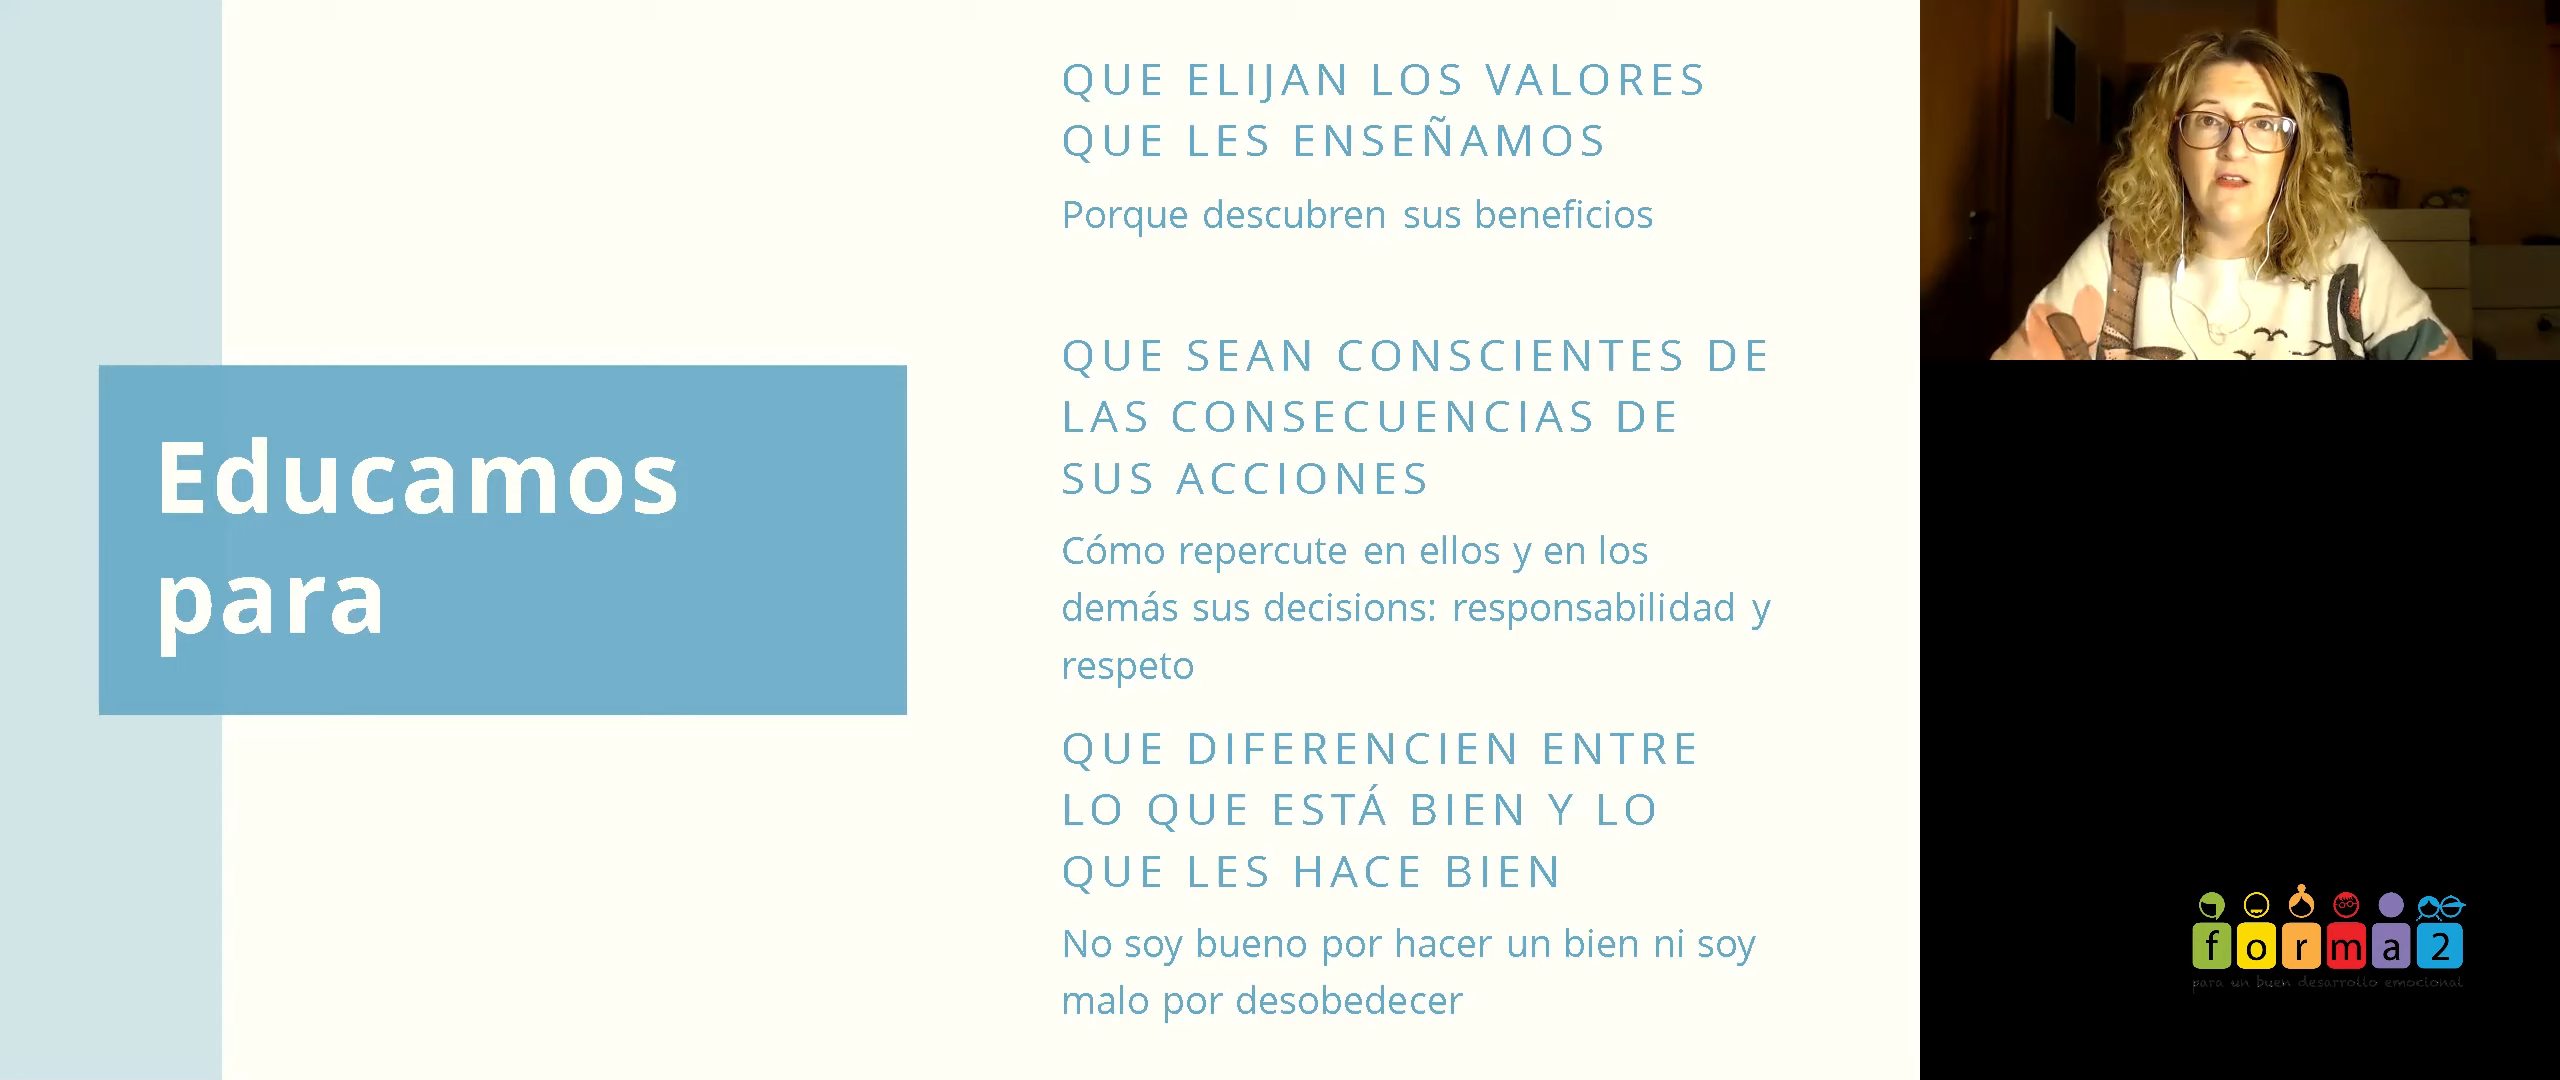 Educamos
para
QUE ELIJAN LOS VALORES
QUE LES ENSEÑAMOS
Porque descubren sus beneficios
QUE SEAN CONSCIENTES DE
LAS CONSECUENCIAS DE
SUS ACCIONES
Cómo repercute en ellos y en los
demás sus decisions: responsabilidad y
respeto
QUE DIFERENCIEN ENTRE
LO QUE ESTÁ BIEN Y LO
QUE LES HACE BIEN
No soy bueno por hacer un bien ni soy
malo por desobedecer
forma2
para un buen desarrollo emocional